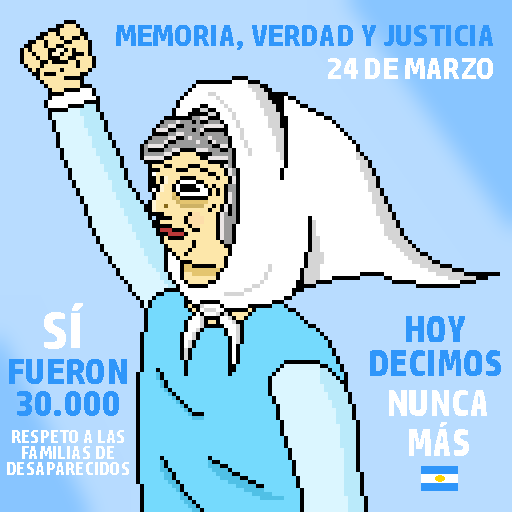 MEMORIA, VERDAD Y JUSTICIA
24 DE MARZO
SÍ
FUERON
30.000
RESPETO A LAS
FAMILIAS DE
DESAPARECIDOS
HOY
DECIMOS
NUNCA
MÁS